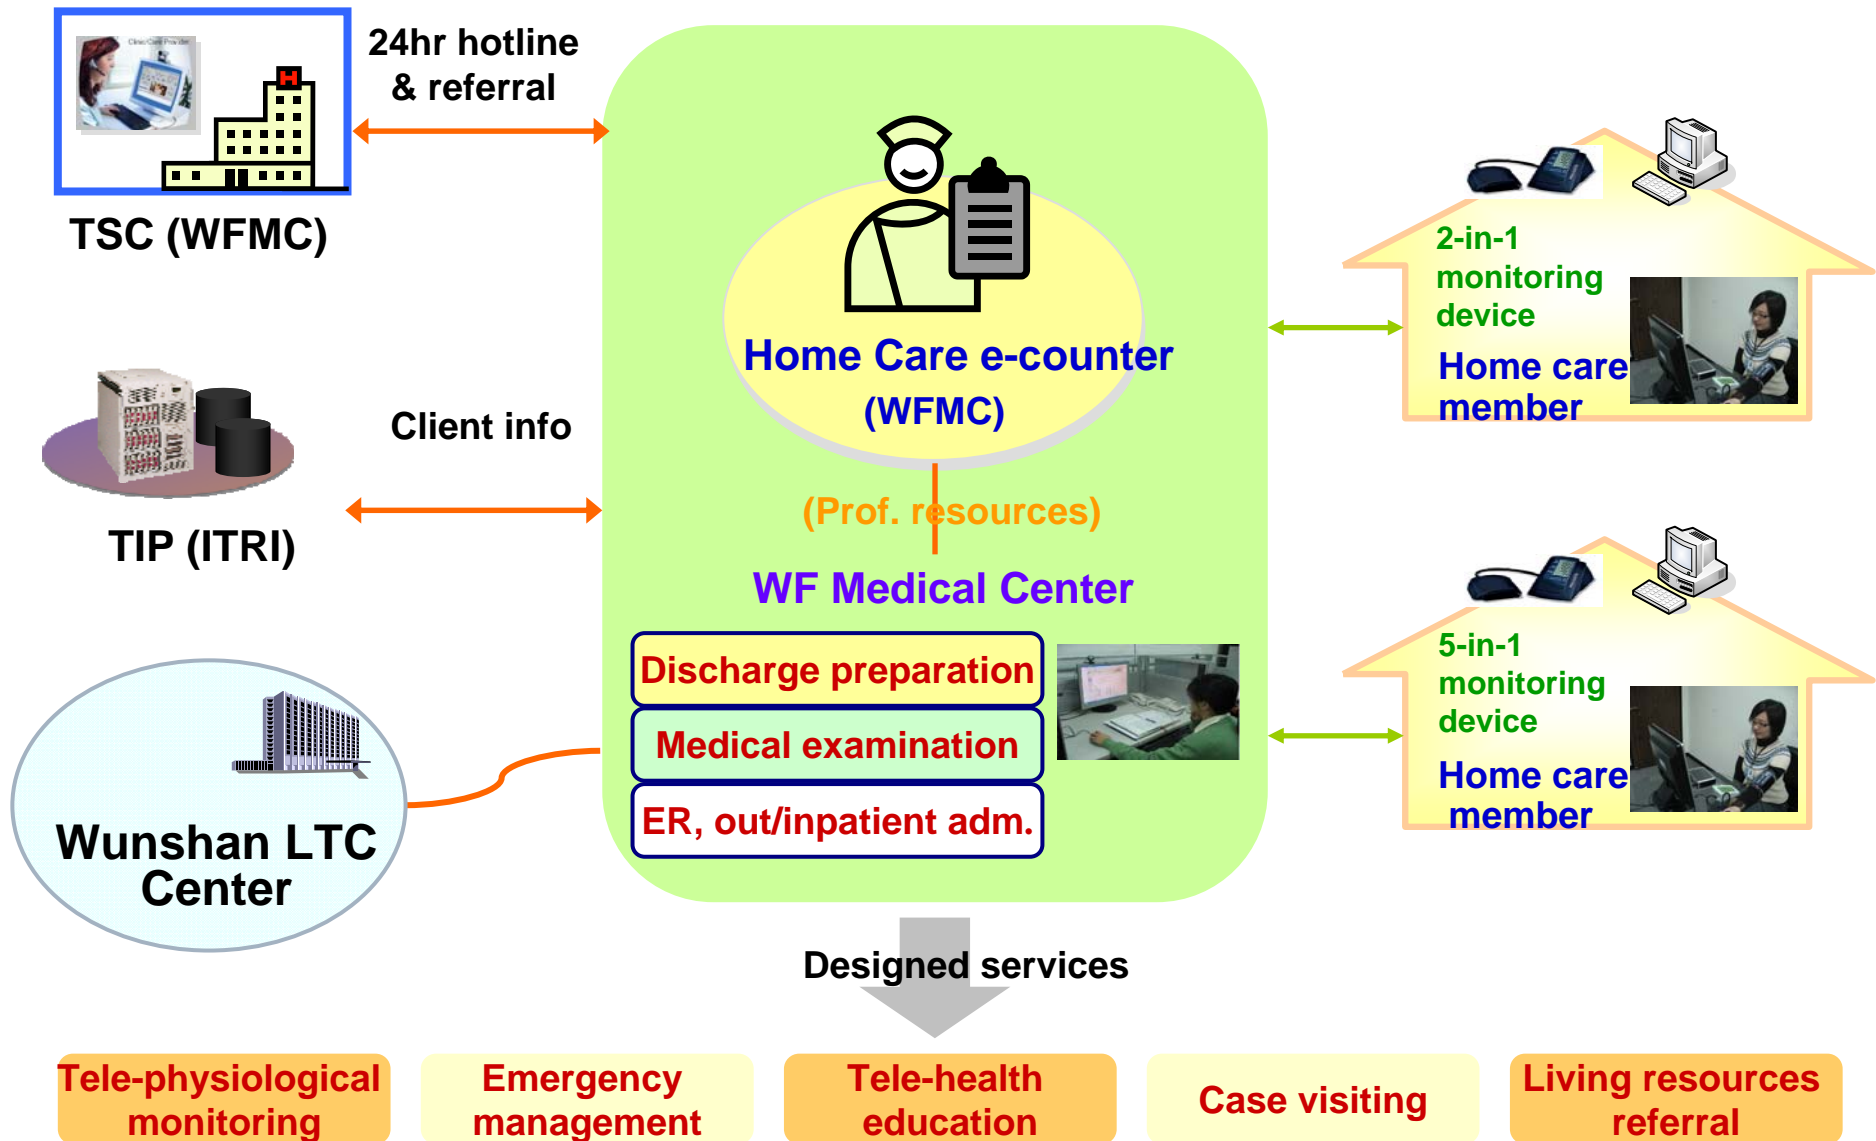 Clinic/Care Provider
24hr hotline
& referral
H
TSC (WFMC)
Client info
TIP (ITRI)
Wunshan LTC
Center
Home Care e-counter
(WFMC)
(Prof. resources)
WF Medical Center
Discharge preparation
Medical examination
ER, out/inpatient adm.
2-in-1
monitoring
device
Home care
member
5-in-1
monitoring
device
Home care
member
Designed services
Tele-physiological
monitoring
Emergency
management
Tele-health
education
Case visiting
Living resources
referral